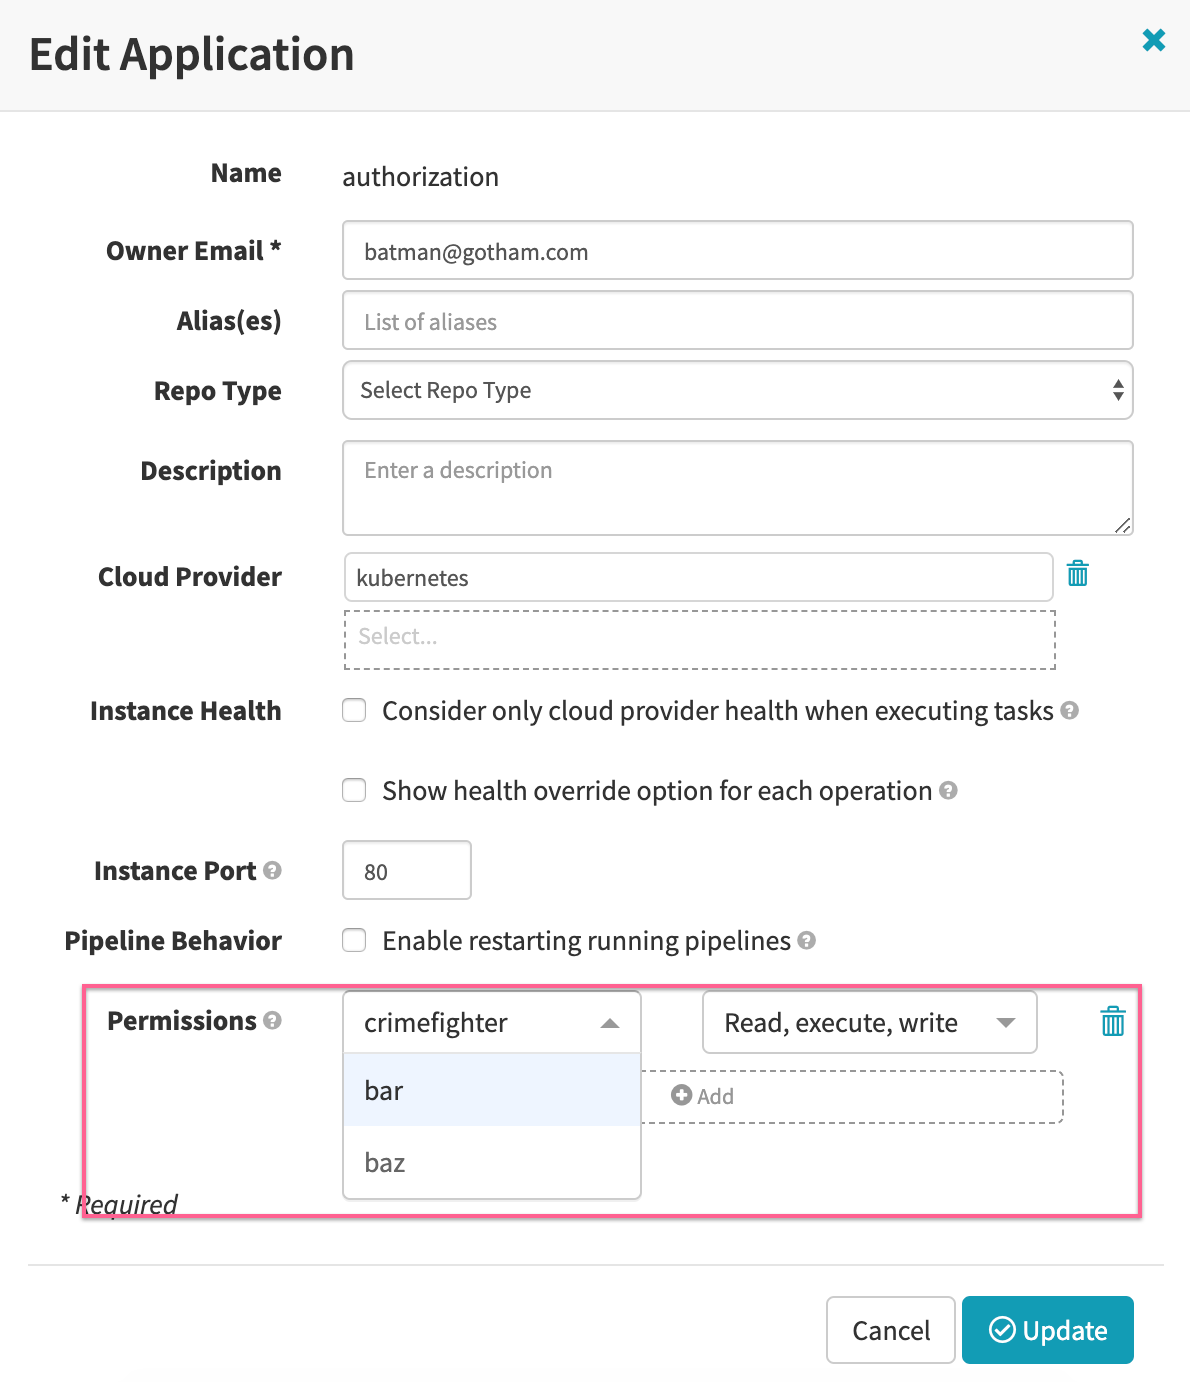 Edit Application
Name authorization
Owner Email * batman@gotham.com
Alias(es) List of aliases
Repo Type Select Repo Type
Description Enter a description
Cloud Provider kubernetes
Select...
Instance Health Consider only cloud provider health when executing tasks ?
Show health override option for each operation ?
Instance Port ? 80
Pipeline Behavior Enable restarting running pipelines ?
Permissions ? crimefighter Read, execute, write
bar Add
baz
* Required
Cancel Update